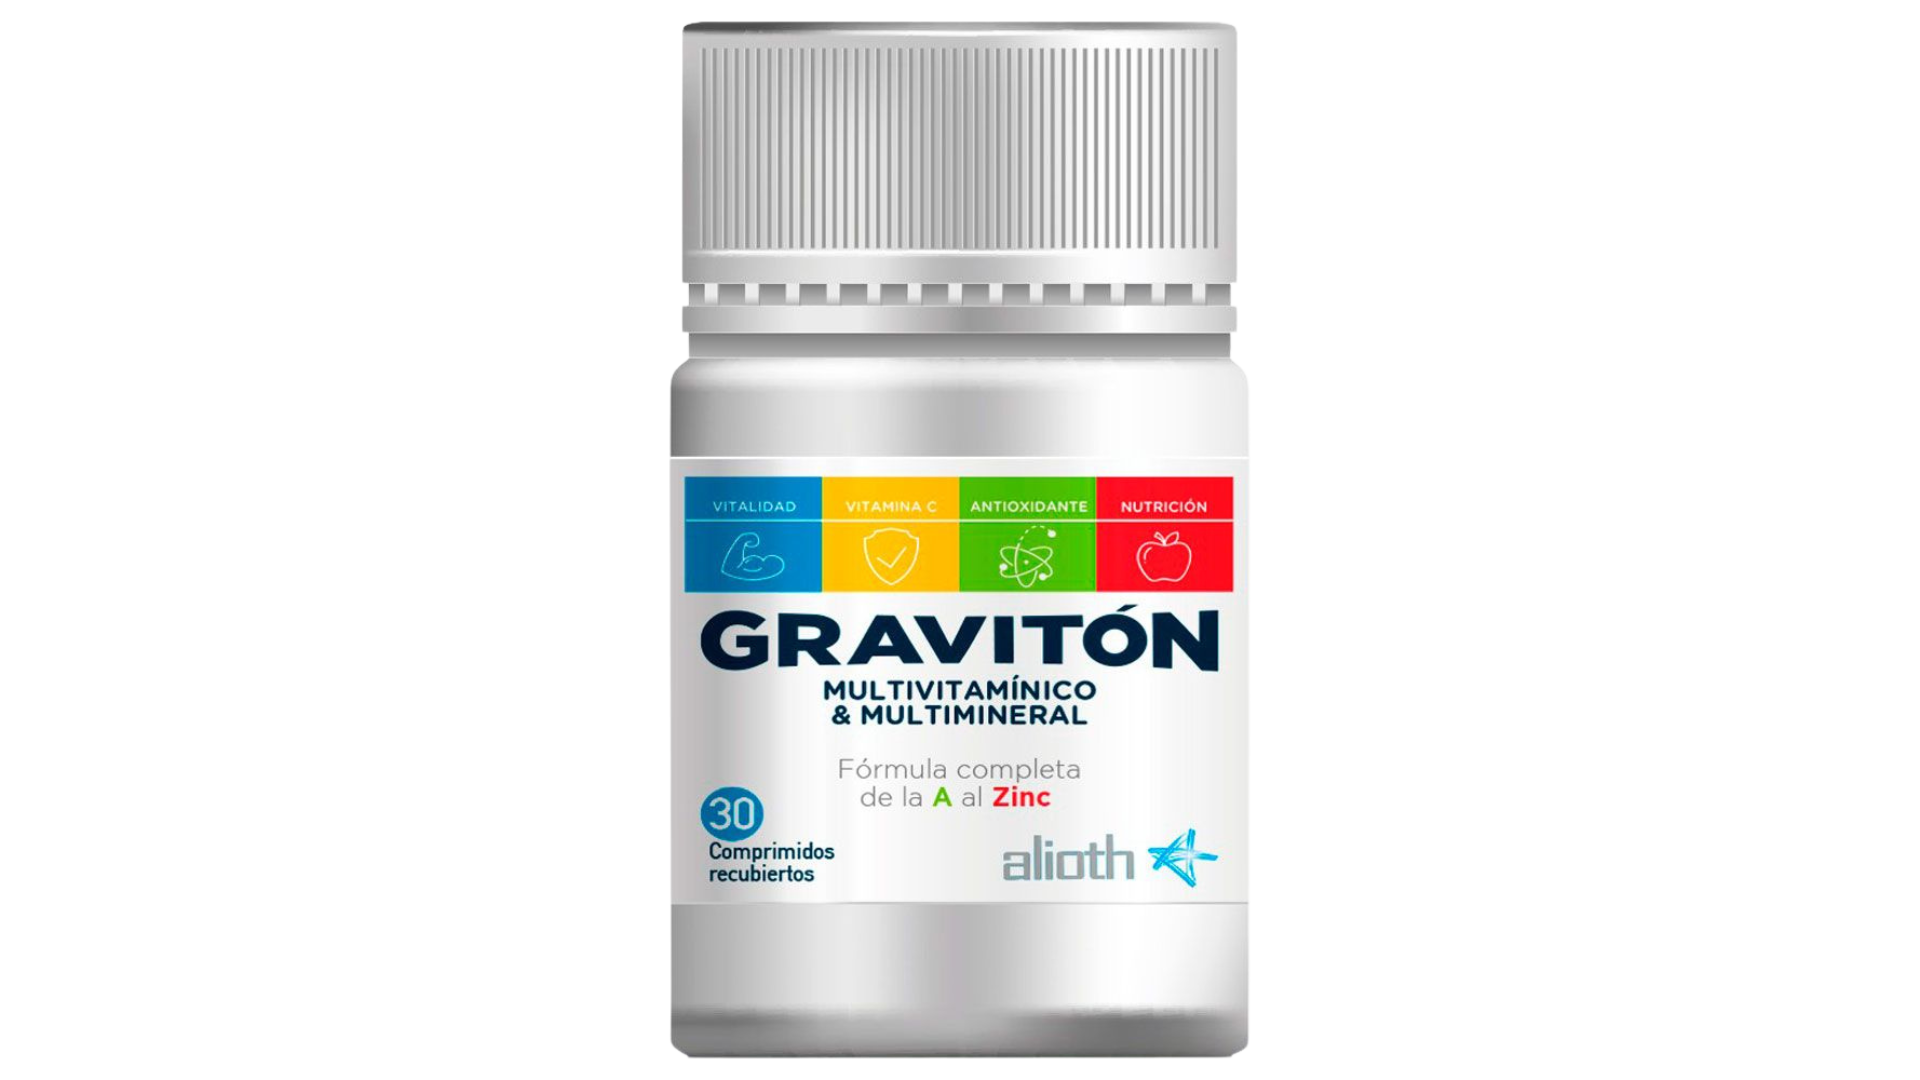 VITALIDAD VITAMINA C ANTIOXIDANTE NUTRICIÓN
GRAVITÓN
MULTIVITAMÍNICO
& MULTIMINERAL
Fórmula completa
de la A al Zinc
30
Comprimidos
recubiertos
alioth